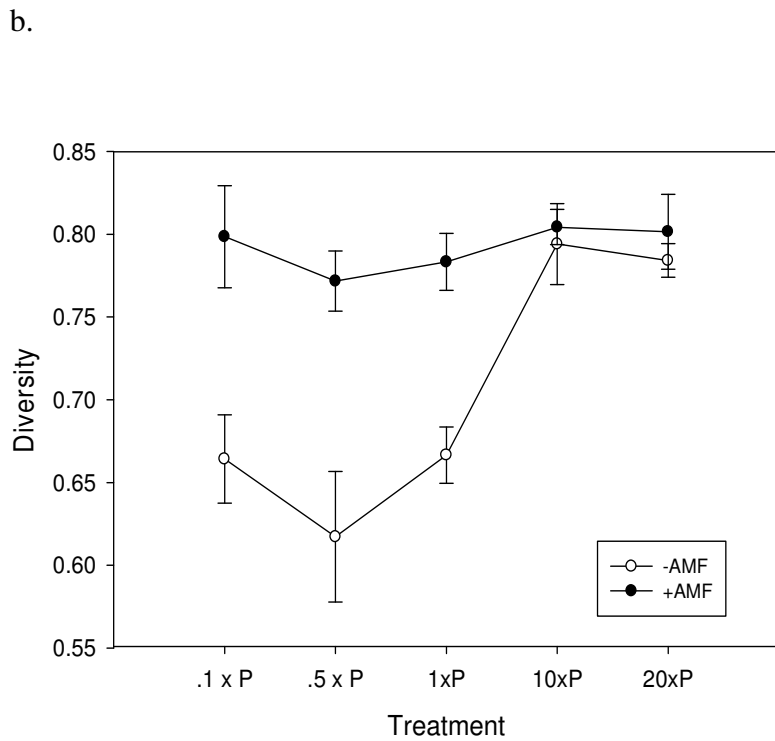 b.
0.85
0.80
0.75
0.70
0.65
0.60
0.55
Diversity
.1 x P .5 x P 1xP 10xP 20xP
Treatment
-AMF
+AMF